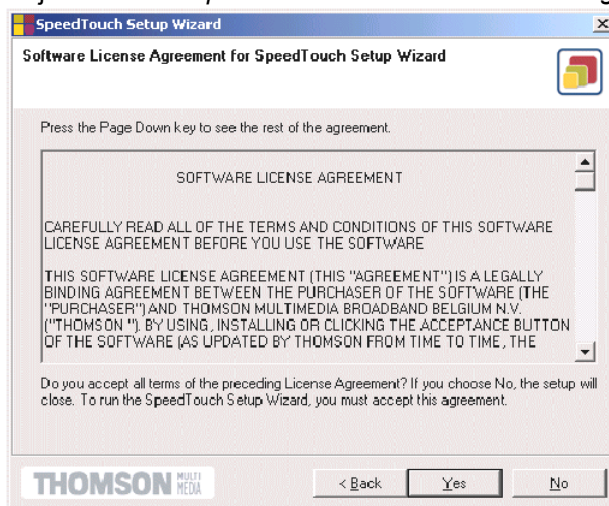 SpeedTouch Setup Wizard
Software License Agreement for SpeedTouch Setup Wizard
Press the Page Down key to see the rest of the agreement.
SOFTWARE LICENSE AGREEMENT
CAREFULLY READ ALL OF THE TERMS AND CONDITIONS OF THIS SOFTWARE
LICENSE AGREEMENT BEFORE YOU USE THE SOFTWARE
THIS SOFTWARE LICENSE AGREEMENT (THIS "AGREEMENT") IS A LEGALLY
BINDING AGREEMENT BETWEEN THE PURCHASER OF THE SOFTWARE (THE
"PURCHASER") AND THOMSON MULTIMEDIA BROADBAND BELGIUM N.V.
("THOMSON "). BY USING, INSTALLING OR CLICKING THE ACCEPTANCE BUTTON
OF THE SOFTWARE (AS UPDATED BY THOMSON FROM TIME TO TIME, THE
Do you accept all terms of the preceding License Agreement? If you choose No, the setup will
close. To run the SpeedTouch Setup Wizard, you must accept this agreement.
THOMSON MULTI MEDIA
< Back Yes No